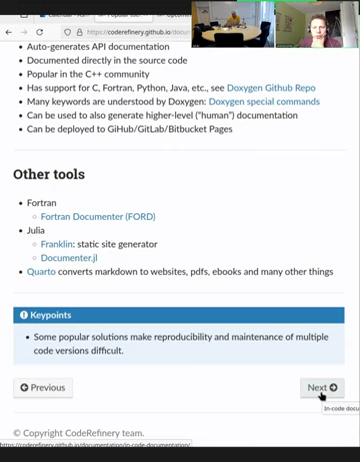 https://coderefinery.github.io/docum
Auto-generates API documentation
Documented directly in the source code
Popular in the C++ community
Has support for C, Fortran, Python, Java, etc., see Doxygen Github Repo
Many keywords are understood by Doxygen: Doxygen special commands
Can be used to also generate higher-level ("human") documentation
Can be deployed to GiHub/GitLab/Bitbucket Pages
Other tools
Fortran
Fortran Documenter (FORD)
Julia
Franklin: static site generator
Documenter.jl
Quarto converts markdown to websites, pdfs, ebooks and many other things
Keypoints
Some popular solutions make reproducibility and maintenance of multiple
code versions difficult.
Previous
Next
In-code docu
© Copyright CodeRefinery team.
https://coderefinery.github.io/documentation/in-code-documentation/